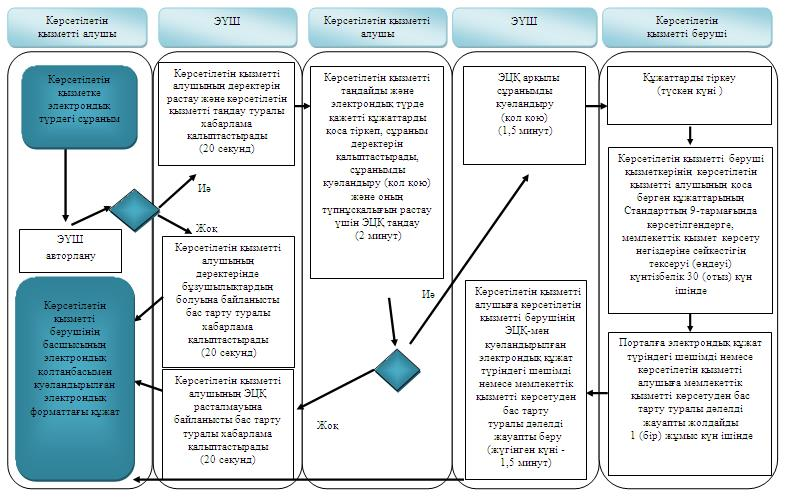 Көрсетілетін
қызметті алушы
ЭҮШ
Көрсетілетін қызметті
алушы
ЭҮШ
Көрсетілетін
қызметті беруші
Көрсетілетін
қызметке
электрондық
түрдегі сұраным
ЭҮШ
авторлану
Көрсетілетін
қызметті
берушінің
басшысының
электрондық
қолтаңбасымен
куәландырылған
электрондық
форматтағы құжат
Көрсетілетін қызметті
алушының деректерін
растау және көрсетілетін
қызметті таңдау туралы
хабарлама
қалыптастырады
(20 секунд)
Иә
Жоқ
Көрсетілетін қызметті
алушының
деректерінде
бұзушылықтардың
болуына байланысты
бас тарту туралы
хабарлама
қалыптастырады
(20 секунд)
Көрсетілетін қызметті
алушының ЭЦҚ
расталмауына
байланысты бас тарту
туралы хабарлама
қалыптастырады
(20 секунд)
Көрсетілетін қызметті
таңдайды және
электрондық түрде
қажетті құжаттарды
қоса тіркеп, сұраным
деректерін
қалыптастырады,
сұранымды
куәландыру (қол қою)
және оның
түпнұсқалығын растау
үшін ЭЦҚ таңдау
(2 минут)
Иә
Жоқ
ЭЦҚ арқылы
сұранымды
куәландыру
(қол қою)
(1,5 минут)
Көрсетілетін қызметті
алушыға көрсетілетін
қызметті берушінің
ЭЦҚ-мен
куәландырылған
электрондық құжат
түріндегі шешімді
немесе мемлекеттік
қызметті көрсетуден
бас тарту
туралы дәлелді
жауапты беру
(жүгінген күні -
1,5 минут)
Құжаттарды тіркеу
(түскен күні )
Көрсетілетін қызметті беруші
қызметкерінің көрсетілетін
қызметті алушының қоса
берген құжаттарының
Стандарттың 9-тармағында
көрсетілгендерге,
мемлекеттік қызмет көрсету
негіздеріне сәйкестігін
тексеруі (өңдеуі)
күнтізбелік 30 (отыз) күн
ішінде
Порталға электрондық құжат
түріндегі шешімді немесе
көрсетілетін қызметті
алушыға мемлекеттік
қызметті көрсетуден бас
тарту туралы дәлелді
жауапты жолдайды
1 (бір) жұмыс күн ішінде